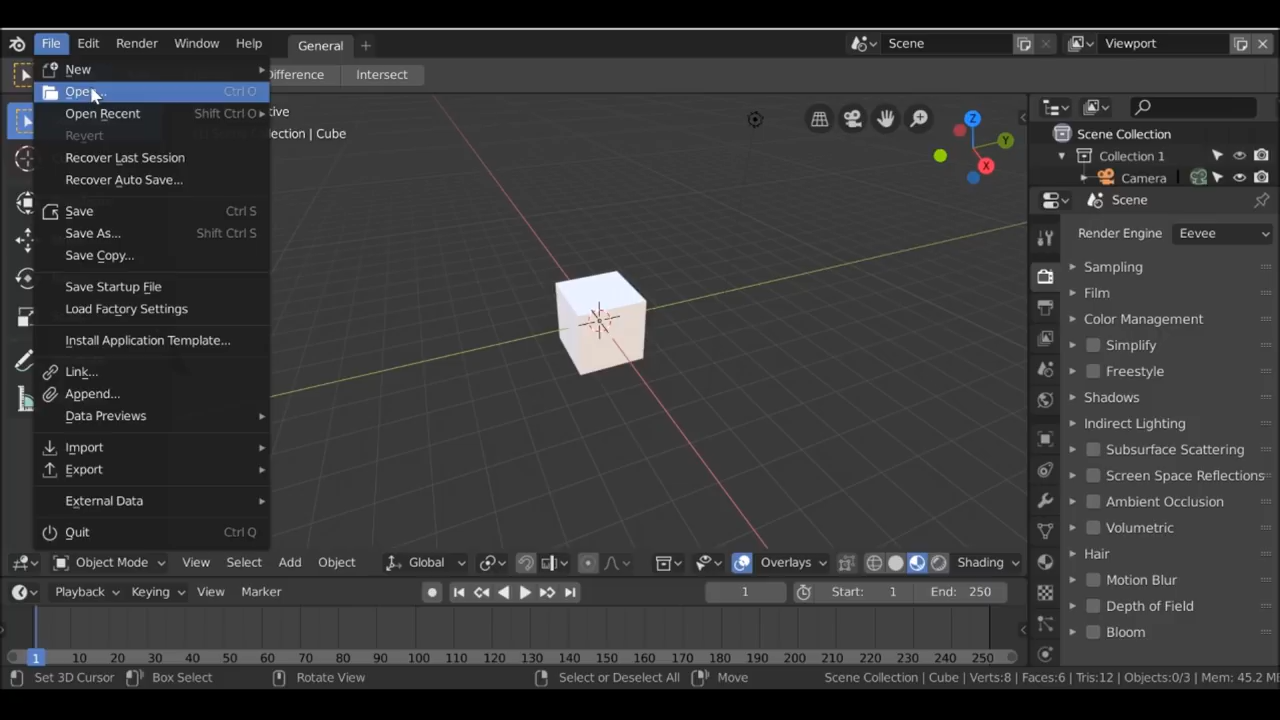 File Edit Render Window Help General + Scene Viewport
Difference Intersect
New
Open... Ctrl O
Open Recent Shift Ctrl O
Revert
Recover Last Session
Recover Auto Save...
Save Ctrl S
Save As... Shift Ctrl S
Save Copy...
Save Startup File
Load Factory Settings
Install Application Template...
Link...
Append...
Data Previews
Import
Export
External Data
Quit Ctrl Q
Collection | Cube
Z
Y
X
Scene Collection
Collection 1
Camera
Scene
Render Engine Eevee
Sampling
Film
Color Management
Simplify
Freestyle
Shadows
Indirect Lighting
Subsurface Scattering
Screen Space Reflections
Ambient Occlusion
Volumetric
Hair
Motion Blur
Depth of Field
Bloom
Object Mode View Select Add Object Global Overlays Shading
Playback Keying View Marker 1 Start: 1 End: 250
1 10 20 30 40 50 60 70 80 90 100 110 120 130 140 150 160 170 180 190 200 210 220 230 240 250
Set 3D Cursor Box Select Rotate View Select or Deselect All Move Scene Collection | Cube | Verts:8 | Faces:6 | Tris:12 | Objects:0/3 | Mem: 45.2 M